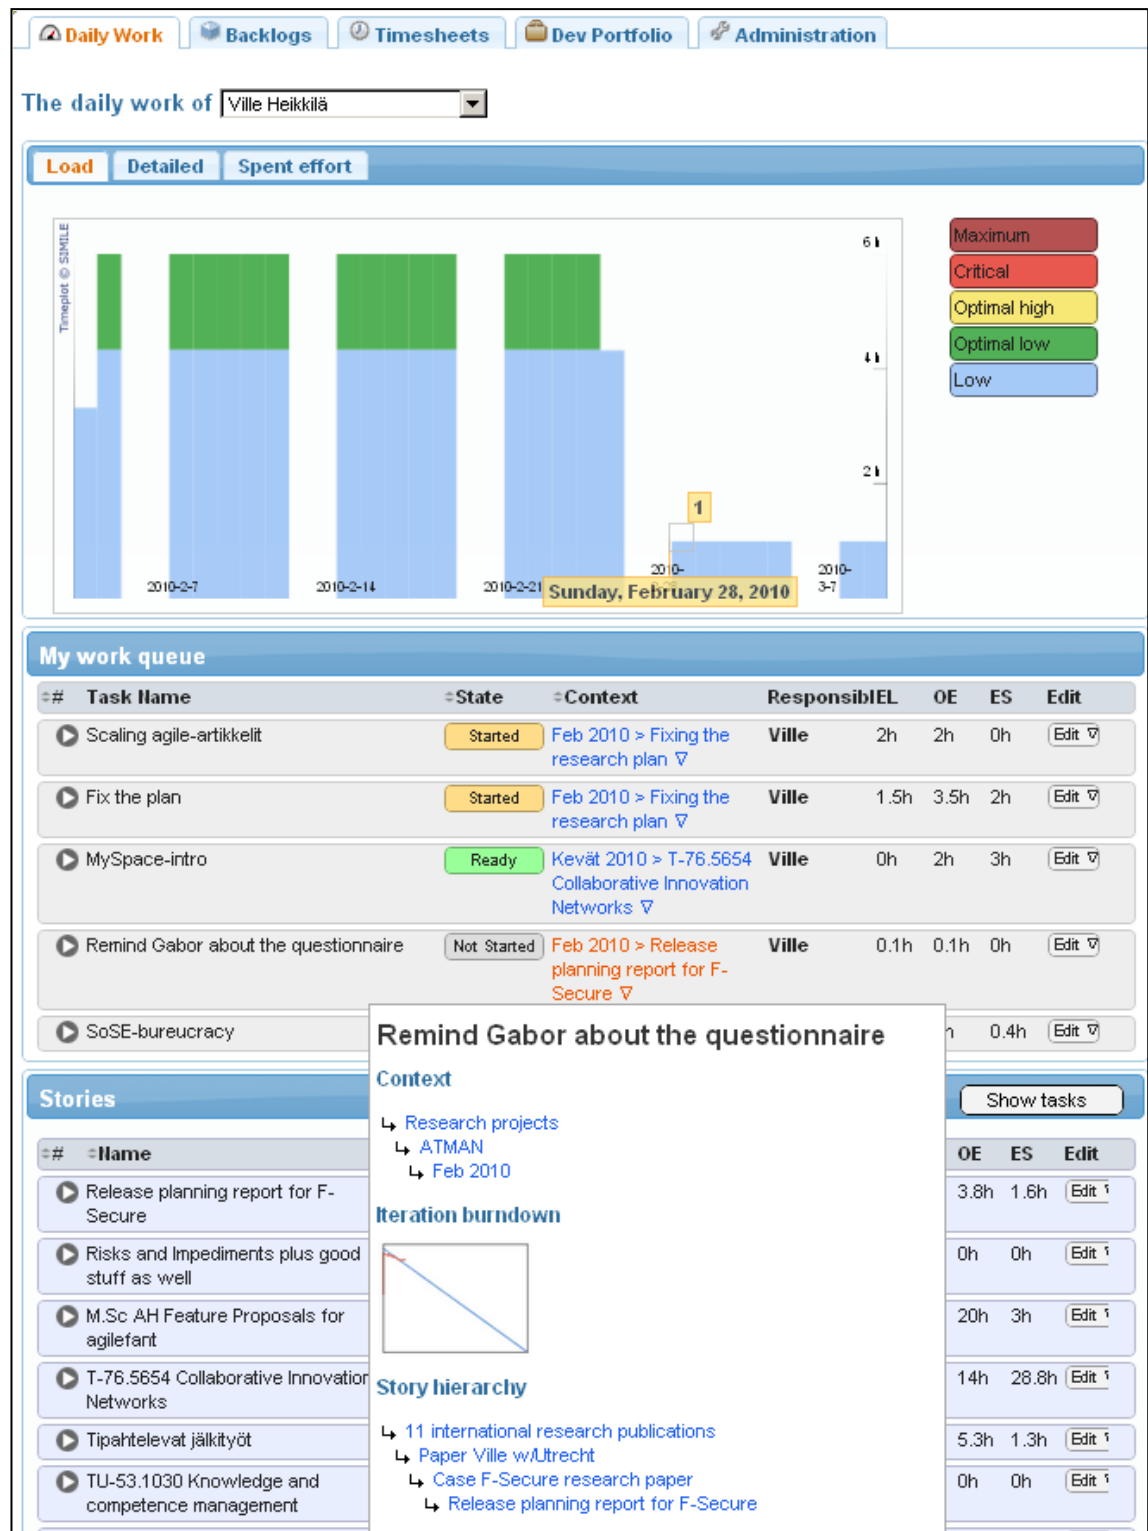 Daily Work Backlogs Timesheets Dev Portfolio Administration
The daily work of Ville Heikkilä
Load Detailed Spent effort
Timeplot © SIMILE
6 h
4 h
2 h
1
2010-2-7 2010-2-14 2010-2-21 2010- 2010-
3-7
Sunday, February 28, 2010
Maximum
Critical
Optimal high
Optimal low
Low
My work queue
# Task Name State Context Responsibl EL OE ES Edit
Scaling agile-artikkelit Started Feb 2010 > Fixing the Ville 2h 2h 0h Edit
research plan
Fix the plan Started Feb 2010 > Fixing the Ville 1.5h 3.5h 2h Edit
research plan
MySpace-intro Ready Kevät 2010 > T-76.5654 Ville 0h 2h 3h Edit
Collaborative Innovation
Networks
Remind Gabor about the questionnaire Not Started Feb 2010 > Release Ville 0.1h 0.1h 0h Edit
planning report for F-
Secure
SoSE-bureucracy 0.4h Edit
Remind Gabor about the questionnaire
Context
Research projects
ATMAN
Feb 2010
Iteration burndown
Story hierarchy
11 international research publications
Paper Ville w/Utrecht
Case F-Secure research paper
Release planning report for F-Secure
Stories Show tasks
# Name OE ES Edit
Release planning report for F- 3.8h 1.6h Edit
Secure
Risks and Impediments plus good 0h 0h Edit
stuff as well
M.Sc AH Feature Proposals for 20h 3h Edit
agilefant
T-76.5654 Collaborative Innovation 14h 28.8h Edit
Networks
Tipahtelevat jälkityöt 5.3h 1.3h Edit
TU-53.1030 Knowledge and 0h 0h Edit
competence management